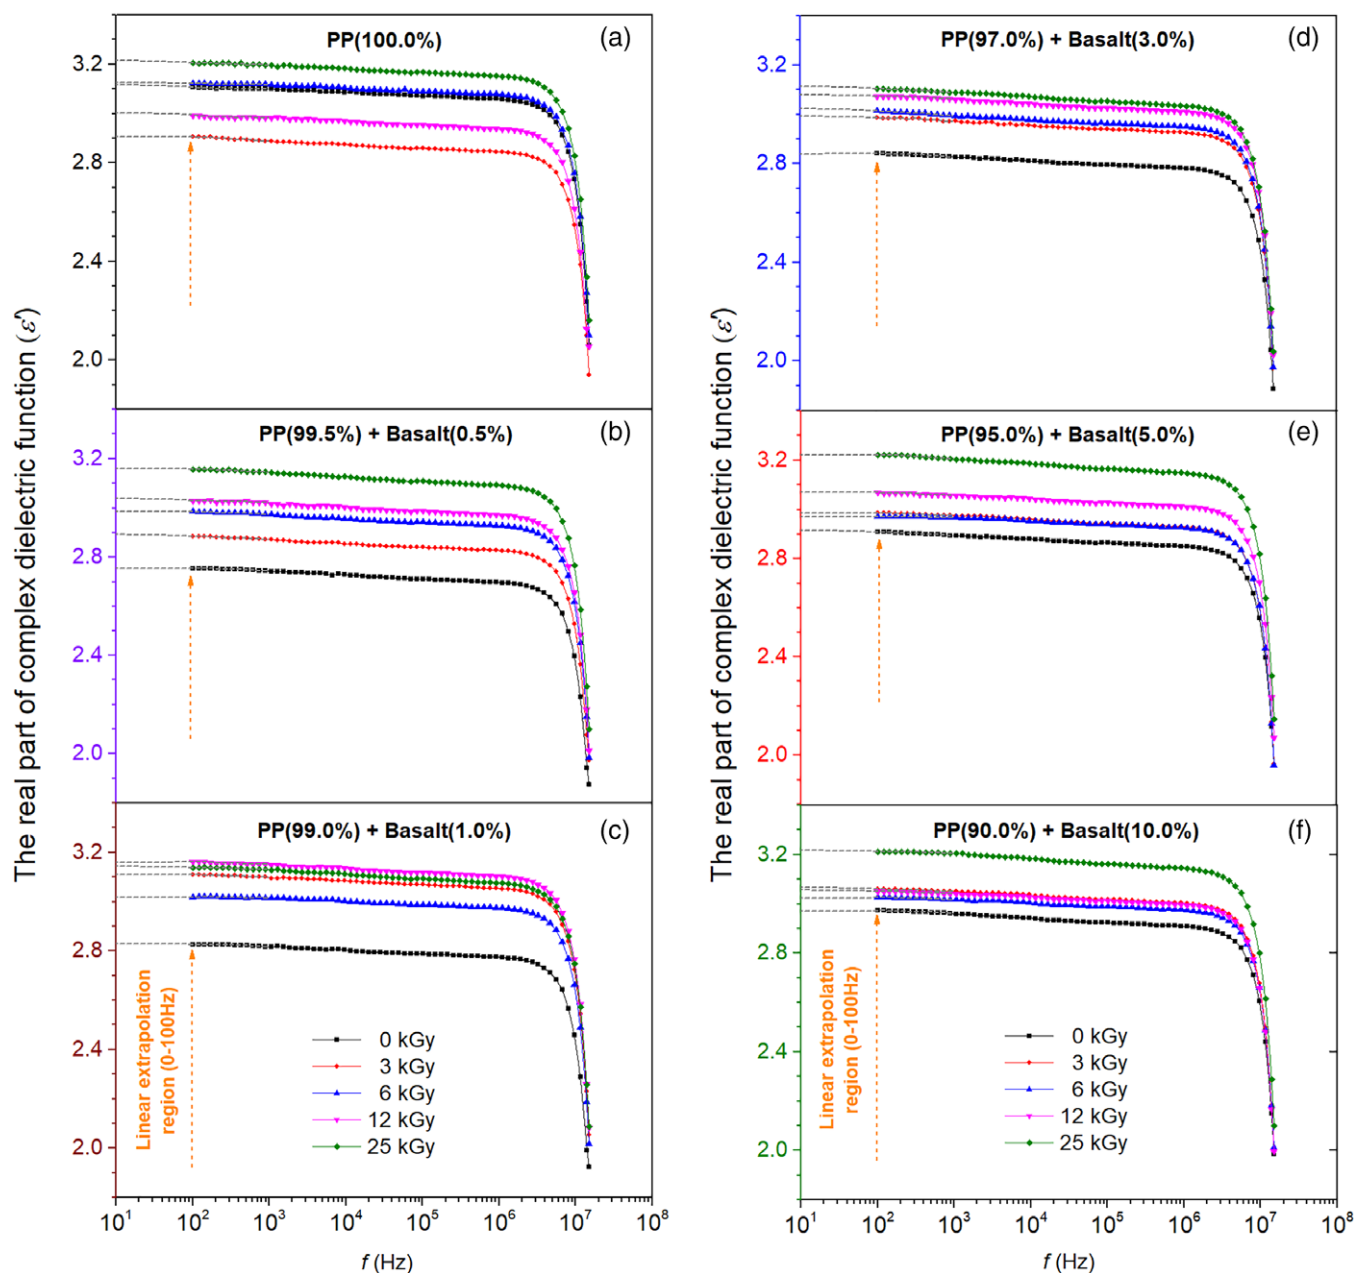 The real part of complex dielectric function (ε')
PP(100.0%)
(a)
3.2
2.8
2.4
2.0
PP(99.5%) + Basalt(0.5%)
(b)
3.2
2.8
2.4
2.0
PP(99.0%) + Basalt(1.0%)
(c)
3.2
2.8
2.4
2.0
Linear extrapolation
region (0-100Hz)
0 kGy
3 kGy
6 kGy
12 kGy
25 kGy
10¹ 10² 10³ 10⁴ 10⁵ 10⁶ 10⁷ 10⁸
f (Hz)
The real part of complex dielectric function (ε')
PP(97.0%) + Basalt(3.0%)
(d)
3.2
2.8
2.4
2.0
PP(95.0%) + Basalt(5.0%)
(e)
3.2
2.8
2.4
2.0
PP(90.0%) + Basalt(10.0%)
(f)
3.2
2.8
2.4
2.0
Linear extrapolation
region (0-100Hz)
0 kGy
3 kGy
6 kGy
12 kGy
25 kGy
10¹ 10² 10³ 10⁴ 10⁵ 10⁶ 10⁷ 10⁸
f (Hz)